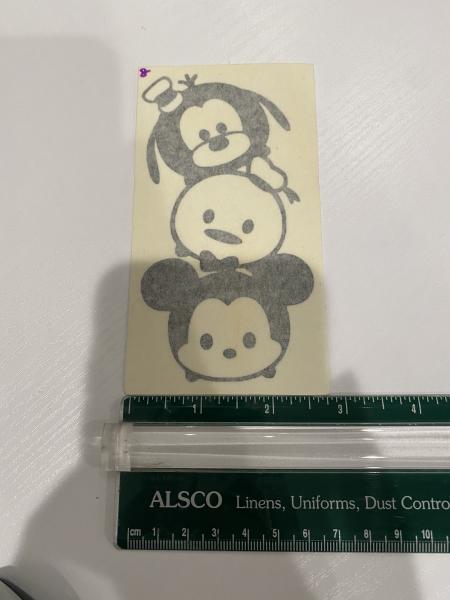 1 2 3 4
ALSCO Linens, Uniforms, Dust Contro
cm 1 2 3 4 5 6 7 8 9 10